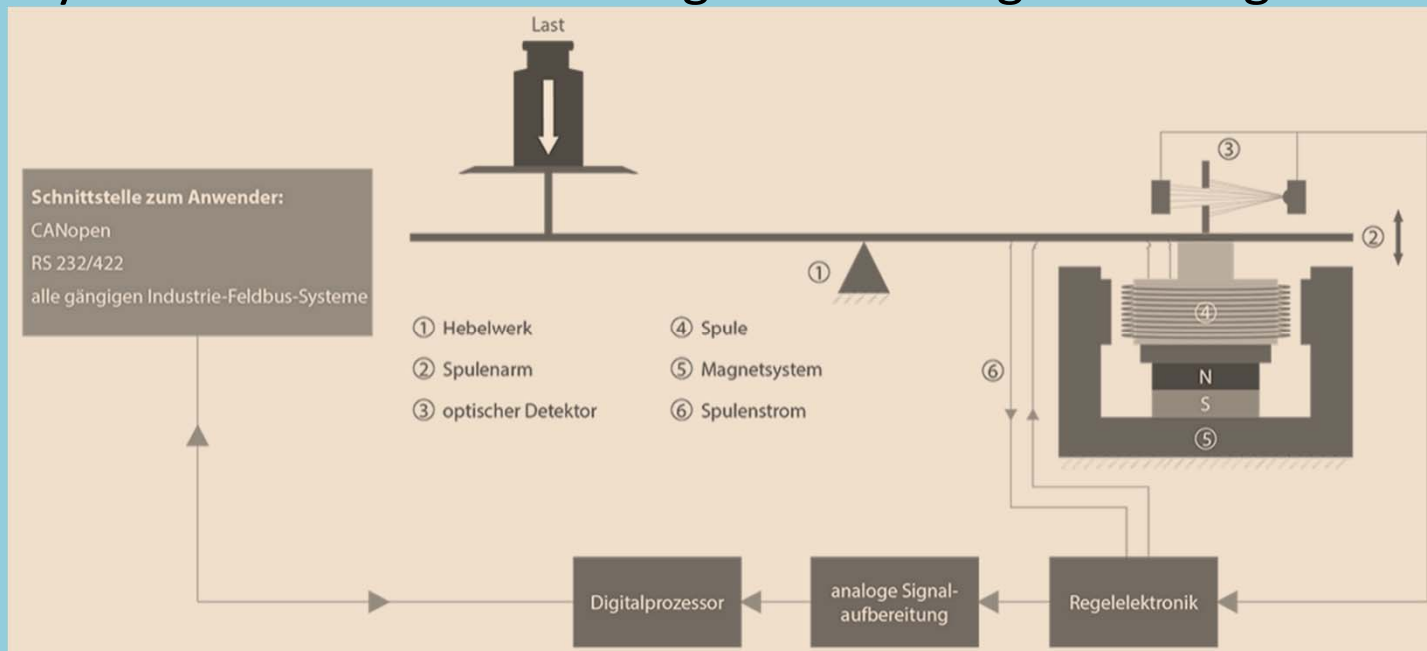 Last
③
②
Schnittstelle zum Anwender:
CANopen
RS 232/422
alle gängigen Industrie-Feldbus-Systeme
①
① Hebelwerk
② Spulenarm
③ optischer Detektor
④ Spule
⑤ Magnetsystem
⑥ Spulenstrom
⑥
④
N
S
⑤
Digitalprozessor
analoge Signal-
aufbereitung
Regelelektronik